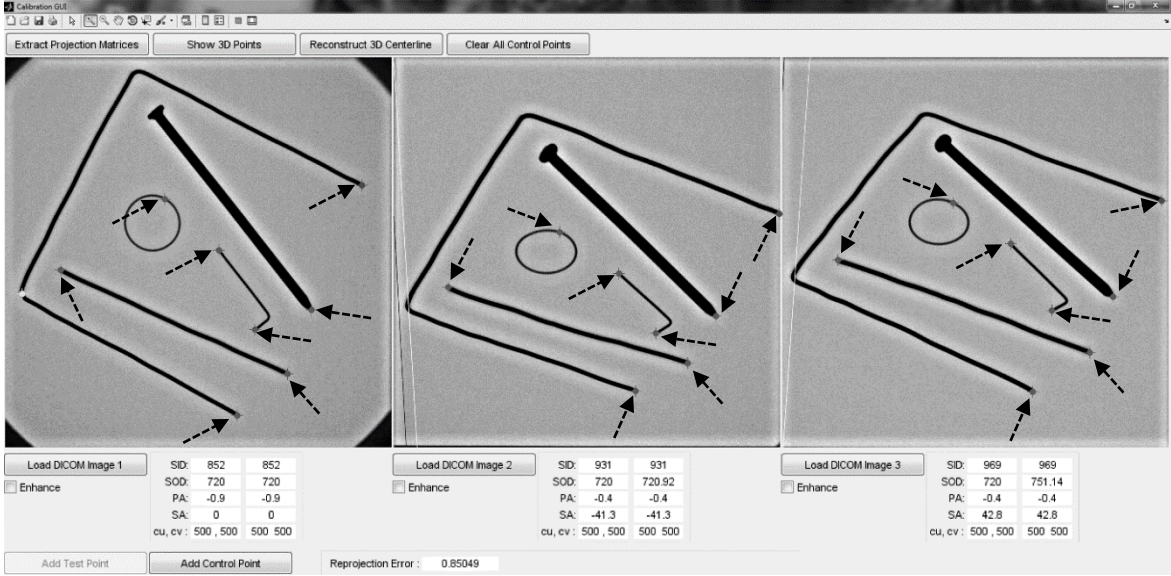 Calibration GUI
Extract Projection Matrices Show 3D Points Reconstruct 3D Centerline Clear All Control Points
Load DICOM Image 1 SID: 852 852 Load DICOM Image 2 SID: 931 931 Load DICOM Image 3 SID: 969 969
Enhance SOD: 720 720 Enhance SOD: 720 720.92 Enhance SOD: 720 751.14
PA: -0.9 -0.9 PA: -0.4 -0.4 PA: -0.4 -0.4
SA: 0 0 SA: -41.3 -41.3 SA: 42.8 42.8
cu, cv : 500 , 500 500 500 cu, cv : 500 , 500 500 500 cu, cv : 500 , 500 500 500
Add Test Point Add Control Point Reprojection Error : 0.85049